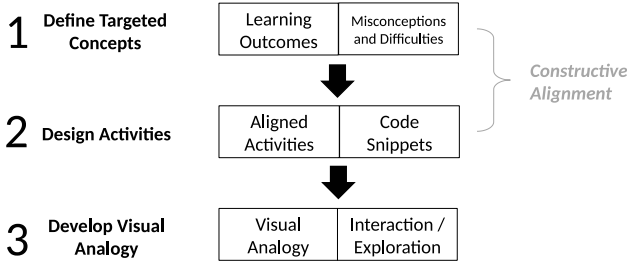 1
Define Targeted
Concepts
Learning
Outcomes
Misconceptions
and Difficulties
Constructive
Alignment
2
Design Activities
Aligned
Activities
Code
Snippets
3
Develop Visual
Analogy
Visual
Analogy
Interaction /
Exploration